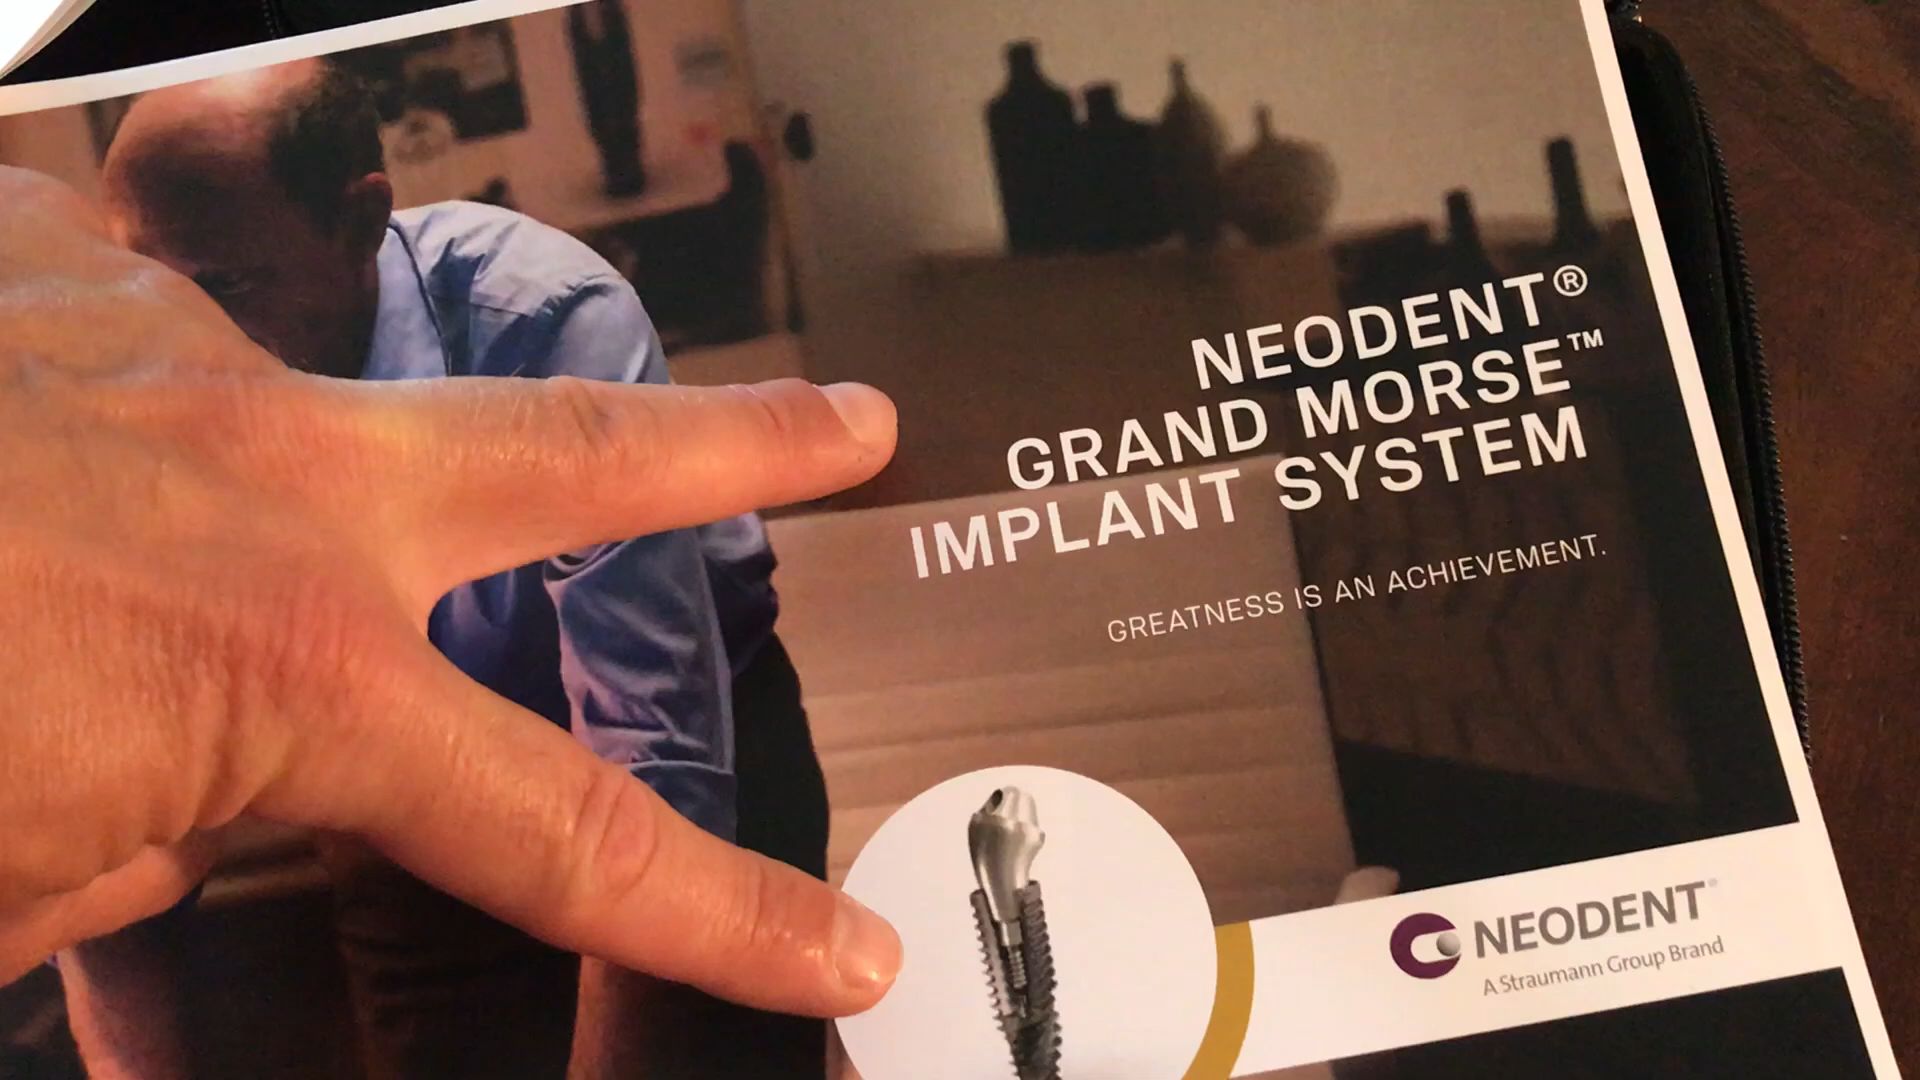 NEODENT®
GRAND MORSE™
IMPLANT SYSTEM
GREATNESS IS AN ACHIEVEMENT.
NEODENT®
A Straumann Group Brand